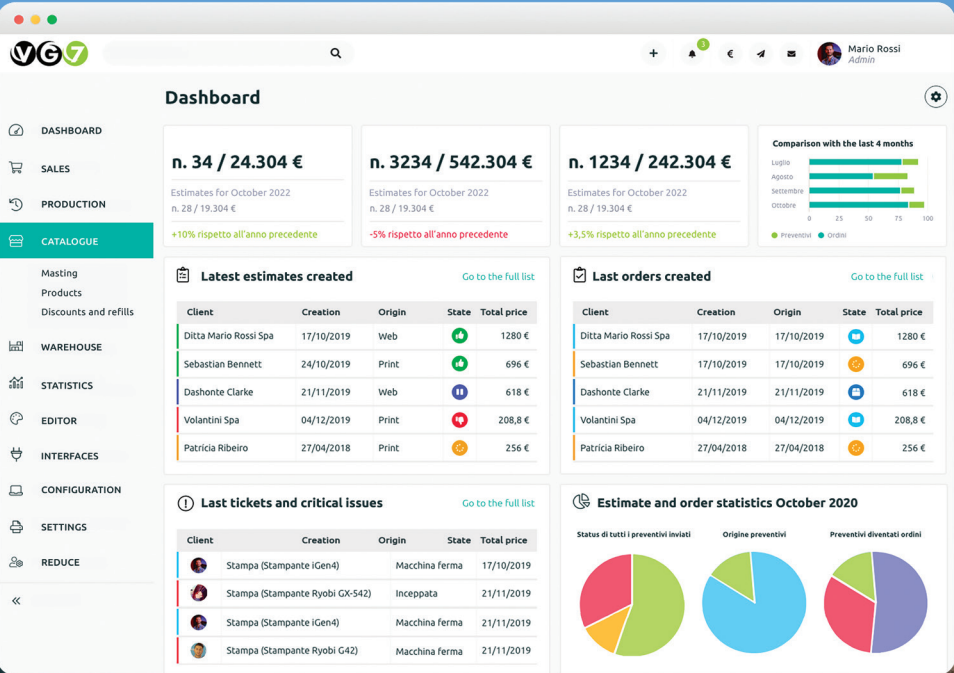 VG7
3
€
Mario Rossi
Admin
Dashboard
DASHBOARD
SALES
PRODUCTION
CATALOGUE
Masting
Products
Discounts and refills
WAREHOUSE
STATISTICS
EDITOR
INTERFACES
CONFIGURATION
SETTINGS
REDUCE
n. 34 / 24.304 €
Estimates for October 2022
n. 28 / 19.304 €
+10% rispetto all'anno precedente
n. 3234 / 542.304 €
Estimates for October 2022
n. 28 / 19.304 €
-5% rispetto all'anno precedente
n. 1234 / 242.304 €
Estimates for October 2022
n. 28 / 19.304 €
+3,5% rispetto all'anno precedente
Comparison with the last 4 months
Luglio
Agosto
Settembre
Ottobre
0 25 50 75 100
Preventivi Ordini
Latest estimates created Go to the full list
Client Creation Origin State Total price
Ditta Mario Rossi Spa 17/10/2019 Web 1280 €
Sebastian Bennett 24/10/2019 Print 696 €
Dashonte Clarke 21/11/2019 Web 618 €
Volantini Spa 04/12/2019 Print 208,8 €
Patrícia Ribeiro 27/04/2018 Print 256 €
Last orders created Go to the full list
Client Creation Origin State Total price
Ditta Mario Rossi Spa 17/10/2019 17/10/2019 1280 €
Sebastian Bennett 17/10/2019 17/10/2019 696 €
Dashonte Clarke 21/11/2019 21/11/2019 618 €
Volantini Spa 04/12/2019 04/12/2019 208,8 €
Patrícia Ribeiro 27/04/2018 27/04/2018 256 €
Last tickets and critical issues Go to the full list
Client Creation Origin State Total price
Stampa (Stampante iGen4) Macchina ferma 17/10/2019
Stampa (Stampante Ryobi GX-542) Inceppata 21/11/2019
Stampa (Stampante iGen4) Macchina ferma 21/11/2019
Stampa (Stampante Ryobi G42) Macchina ferma 21/11/2019
Estimate and order statistics October 2020
Status di tutti i preventivi inviati
Origine preventivi
Preventivi diventati ordini